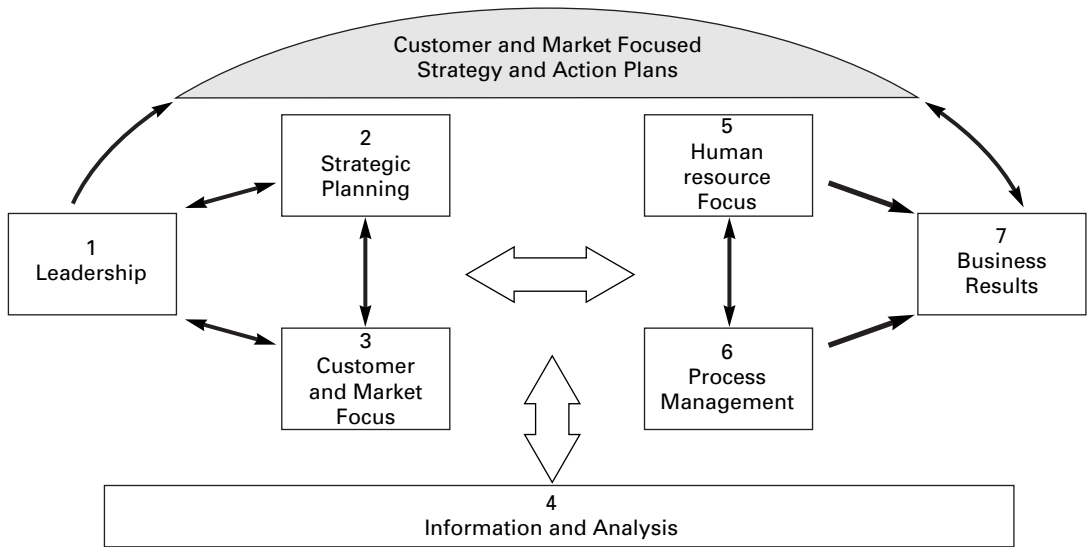 Customer and Market Focused
Strategy and Action Plans
1
Leadership
2
Strategic
Planning
3
Customer
and Market
Focus
5
Human
resource
Focus
6
Process
Management
7
Business
Results
4
Information and Analysis